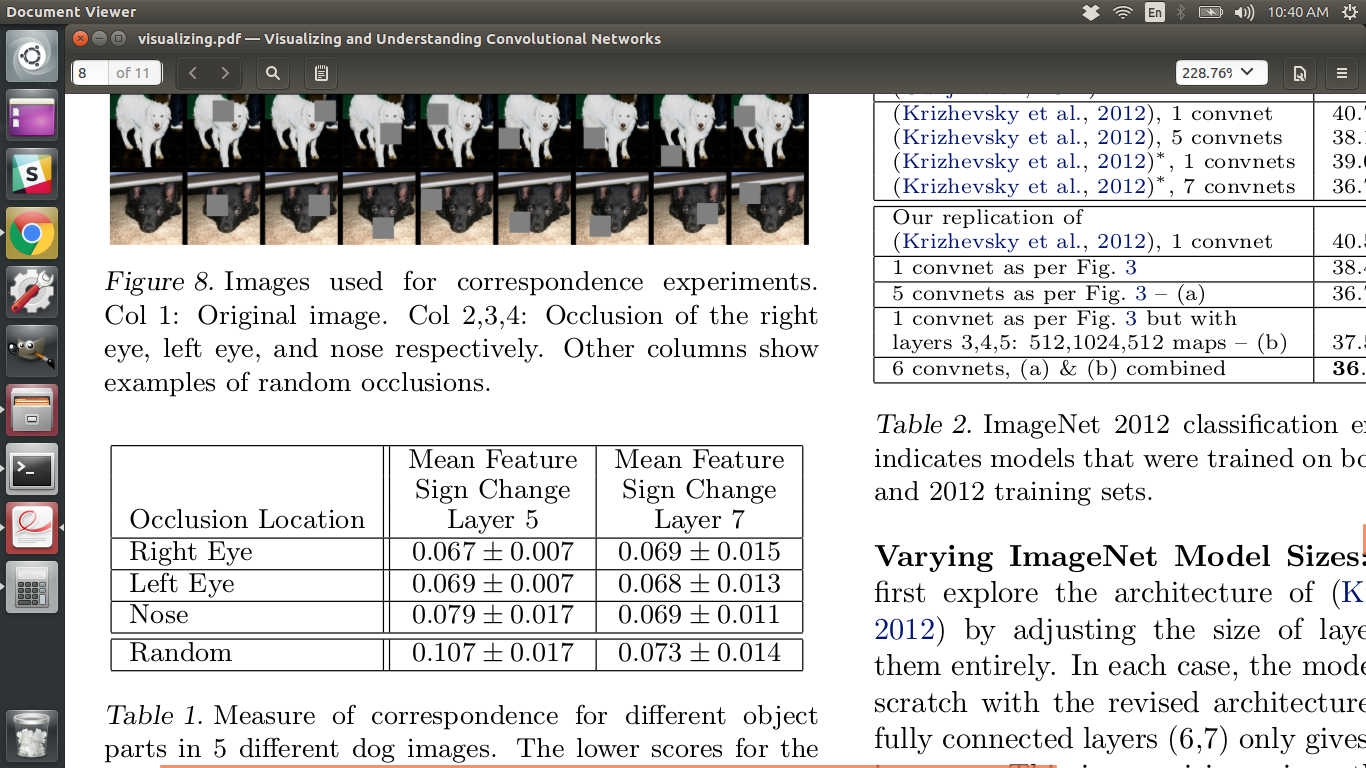 Document Viewer
En
10:40 AM
visualizing.pdf — Visualizing and Understanding Convolutional Networks
8 of 11
228.76%
S
Figure 8. Images used for correspondence experiments.
Col 1: Original image. Col 2,3,4: Occlusion of the right
eye, left eye, and nose respectively. Other columns show
examples of random occlusions.
Occlusion Location
Mean Feature
Sign Change
Layer 5
Mean Feature
Sign Change
Layer 7
Right Eye 0.067 ± 0.007 0.069 ± 0.015
Left Eye 0.069 ± 0.007 0.068 ± 0.013
Nose 0.079 ± 0.017 0.069 ± 0.011
Random 0.107 ± 0.017 0.073 ± 0.014
Table 1. Measure of correspondence for different object
parts in 5 different dog images. The lower scores for the
(Krizhevsky et al., 2012), 1 convnet 40.
(Krizhevsky et al., 2012), 5 convnets 38.
(Krizhevsky et al., 2012)*, 1 convnets 39.
(Krizhevsky et al., 2012)*, 7 convnets 36.
Our replication of
(Krizhevsky et al., 2012), 1 convnet 40.
1 convnet as per Fig. 3 38.
5 convnets as per Fig. 3 – (a) 36.
1 convnet as per Fig. 3 but with
layers 3,4,5: 512,1024,512 maps – (b) 37.
6 convnets, (a) & (b) combined 36.
Table 2. ImageNet 2012 classification e
indicates models that were trained on bo
and 2012 training sets.
Varying ImageNet Model Sizes:
first explore the architecture of (K
2012) by adjusting the size of laye
them entirely. In each case, the mode
scratch with the revised architecture
fully connected layers (6,7) only gives